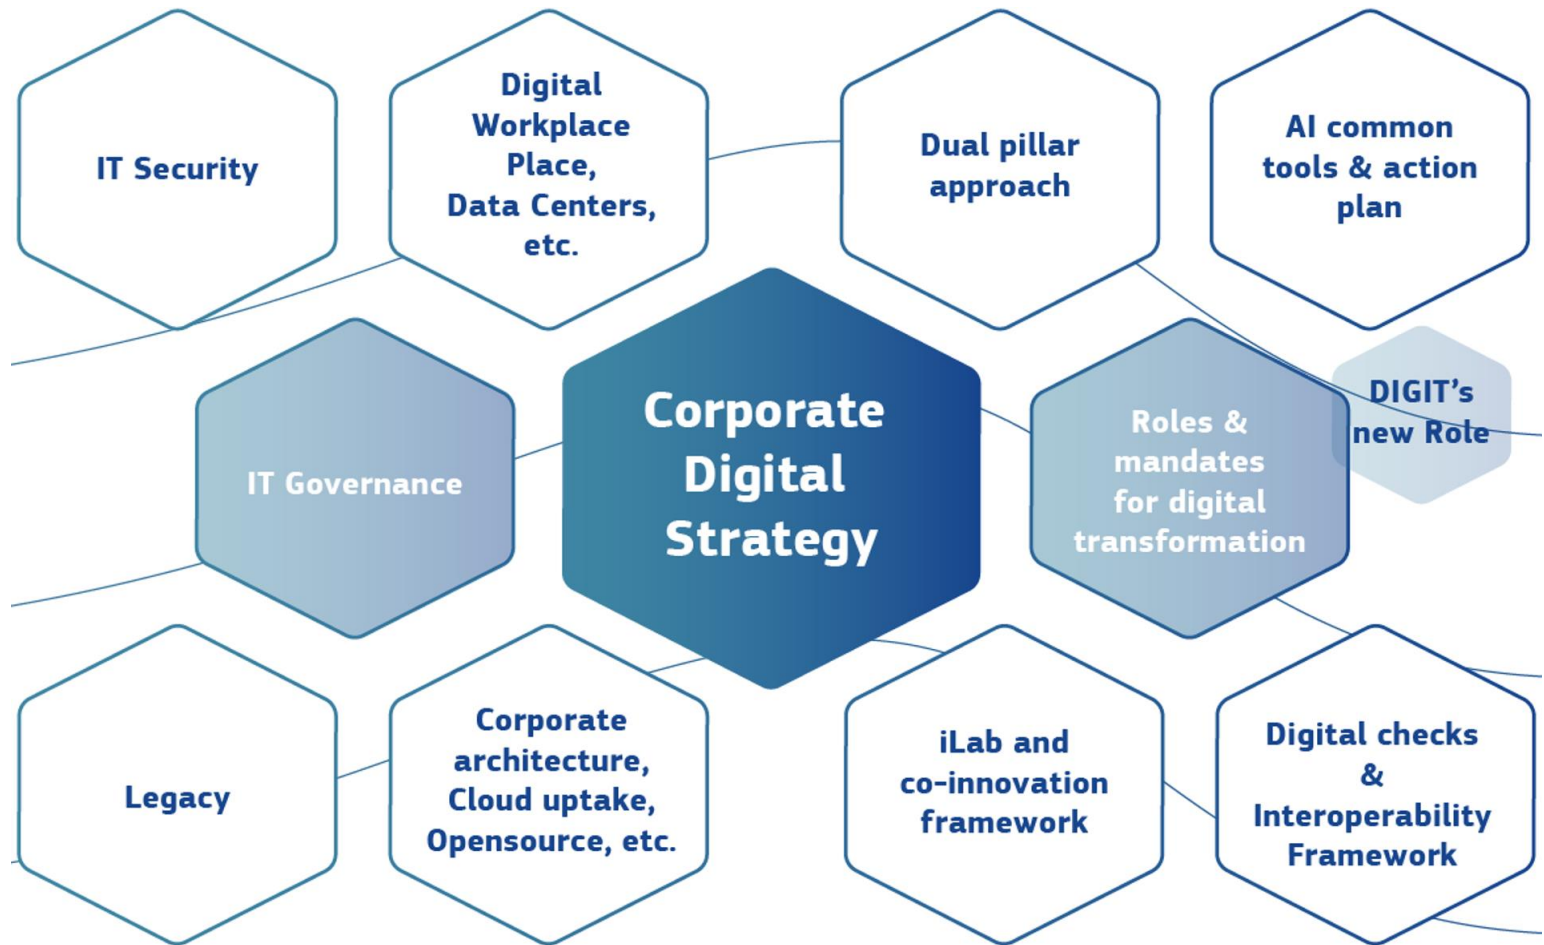 IT Security
Digital
Workplace
Place,
Data Centers,
etc.
Dual pillar
approach
AI common
tools & action
plan
IT Governance
Corporate
Digital
Strategy
Roles &
mandates
for digital
transformation
DIGIT’s
new Role
Legacy
Corporate
architecture,
Cloud uptake,
Opensource, etc.
iLab and
co-innovation
framework
Digital checks
&
Interoperability
Framework